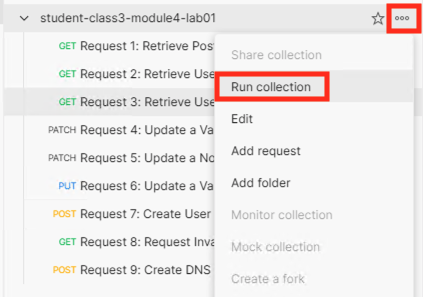 student-class3-module4-lab01
GET Request 1: Retrieve Pos
GET Request 2: Retrieve Use
GET Request 3: Retrieve Use
PATCH Request 4: Update a Va
PATCH Request 5: Update a No
PUT Request 6: Update a Va
POST Request 7: Create User
GET Request 8: Request Inva
POST Request 9: Create DNS
Share collection
Run collection
Edit
Add request
Add folder
Monitor collection
Mock collection
Create a fork